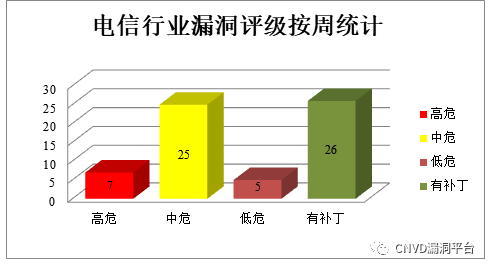 电信行业漏洞评级按周统计
30
25
20
15
10
5
0
7
25
5
26
高危
中危
低危
有补丁
高危
中危
低危
有补丁
CNVD漏洞平台